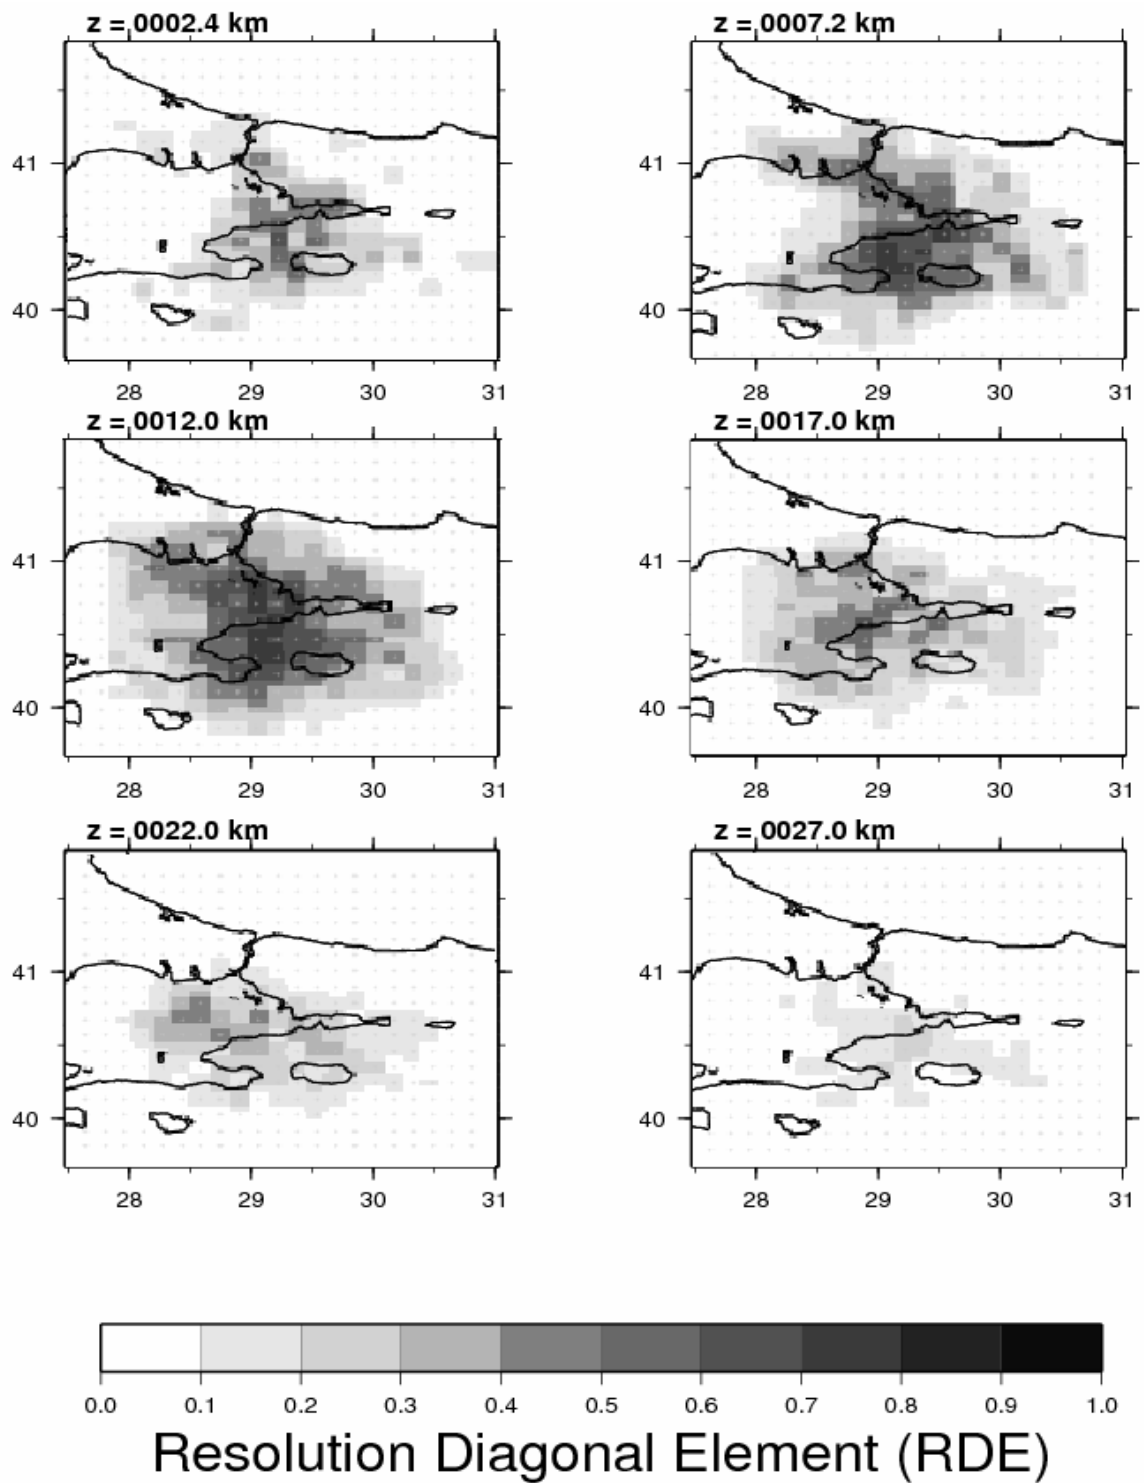 z = 0002.4 km
z = 0007.2 km
41
40
28 29 30 31
41
40
28 29 30 31
z = 0012.0 km
z = 0017.0 km
41
40
28 29 30 31
41
40
28 29 30 31
z = 0022.0 km
z = 0027.0 km
41
40
28 29 30 31
41
40
28 29 30 31
0.0 0.1 0.2 0.3 0.4 0.5 0.6 0.7 0.8 0.9 1.0
Resolution Diagonal Element (RDE)